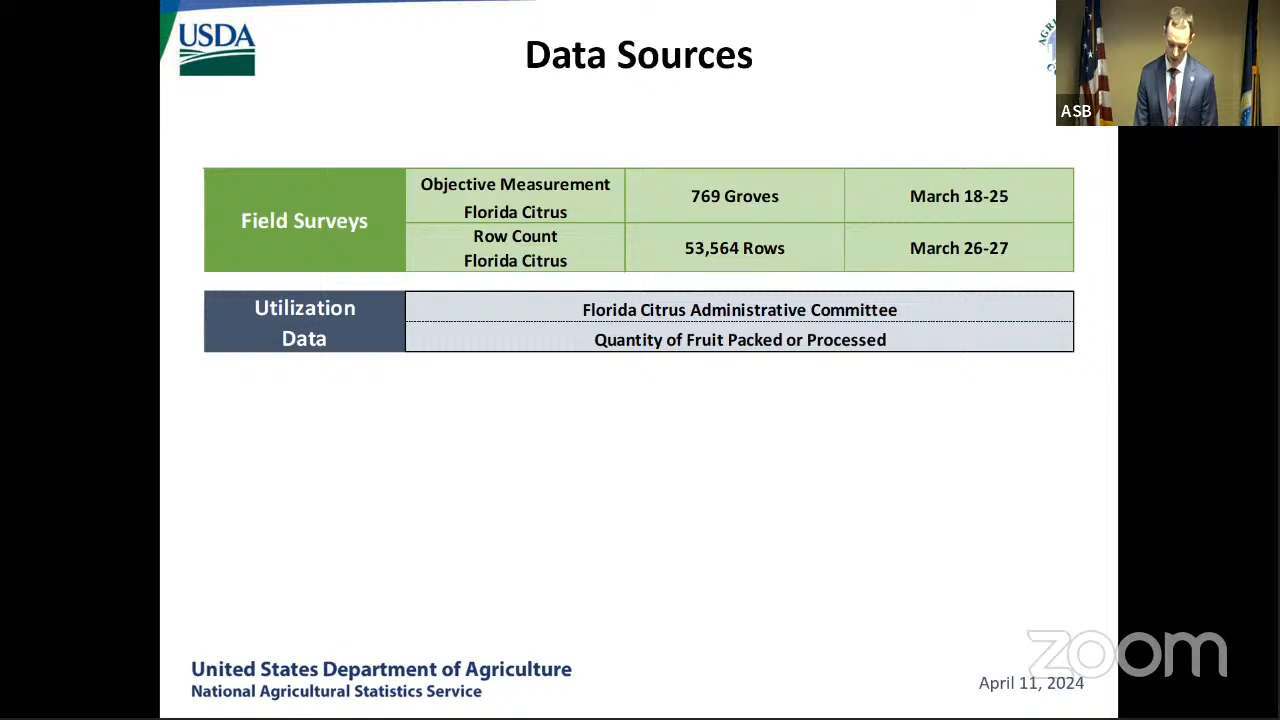 USDA
Data Sources
AGRI
ASB
Field Surveys
Objective Measurement
Florida Citrus
769 Groves
March 18-25
Row Count
Florida Citrus
53,564 Rows
March 26-27
Utilization
Data
Florida Citrus Administrative Committee
Quantity of Fruit Packed or Processed
United States Department of Agriculture
National Agricultural Statistics Service
April 11, 2024
zoom